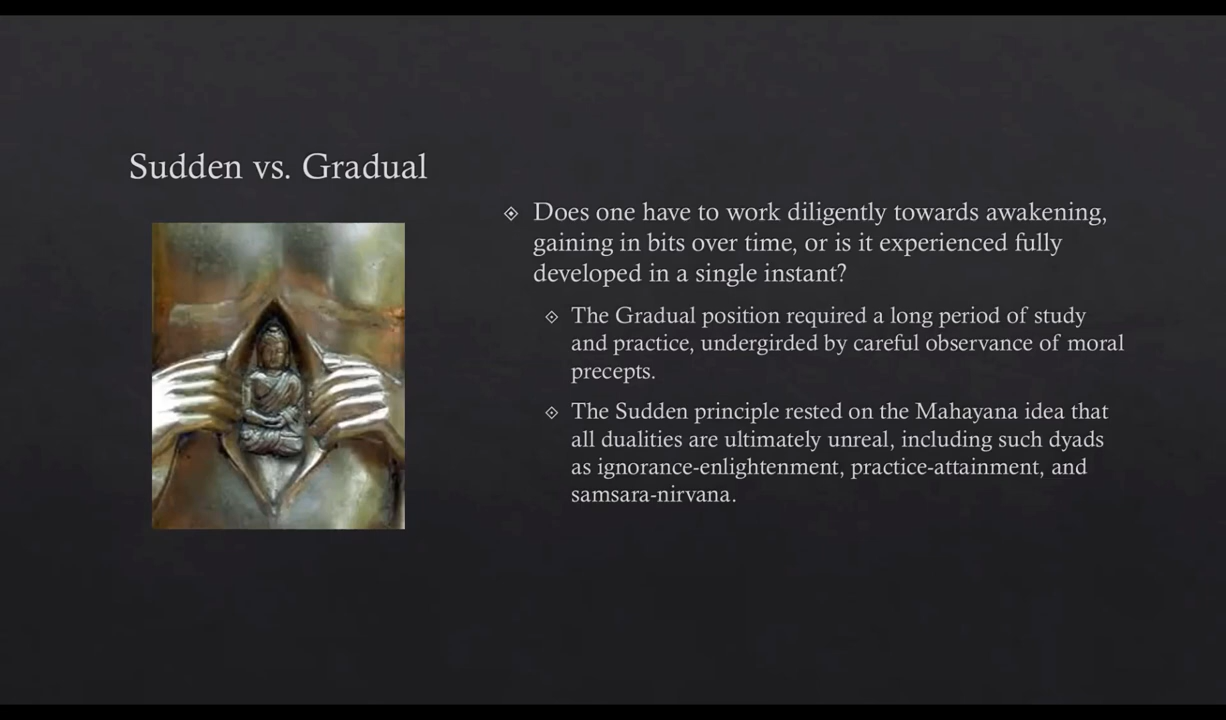 Sudden vs. Gradual
Does one have to work diligently towards awakening,
gaining in bits over time, or is it experienced fully
developed in a single instant?
The Gradual position required a long period of study
and practice, undergirded by careful observance of moral
precepts.
The Sudden principle rested on the Mahayana idea that
all dualities are ultimately unreal, including such dyads
as ignorance-enlightenment, practice-attainment, and
samsara-nirvana.